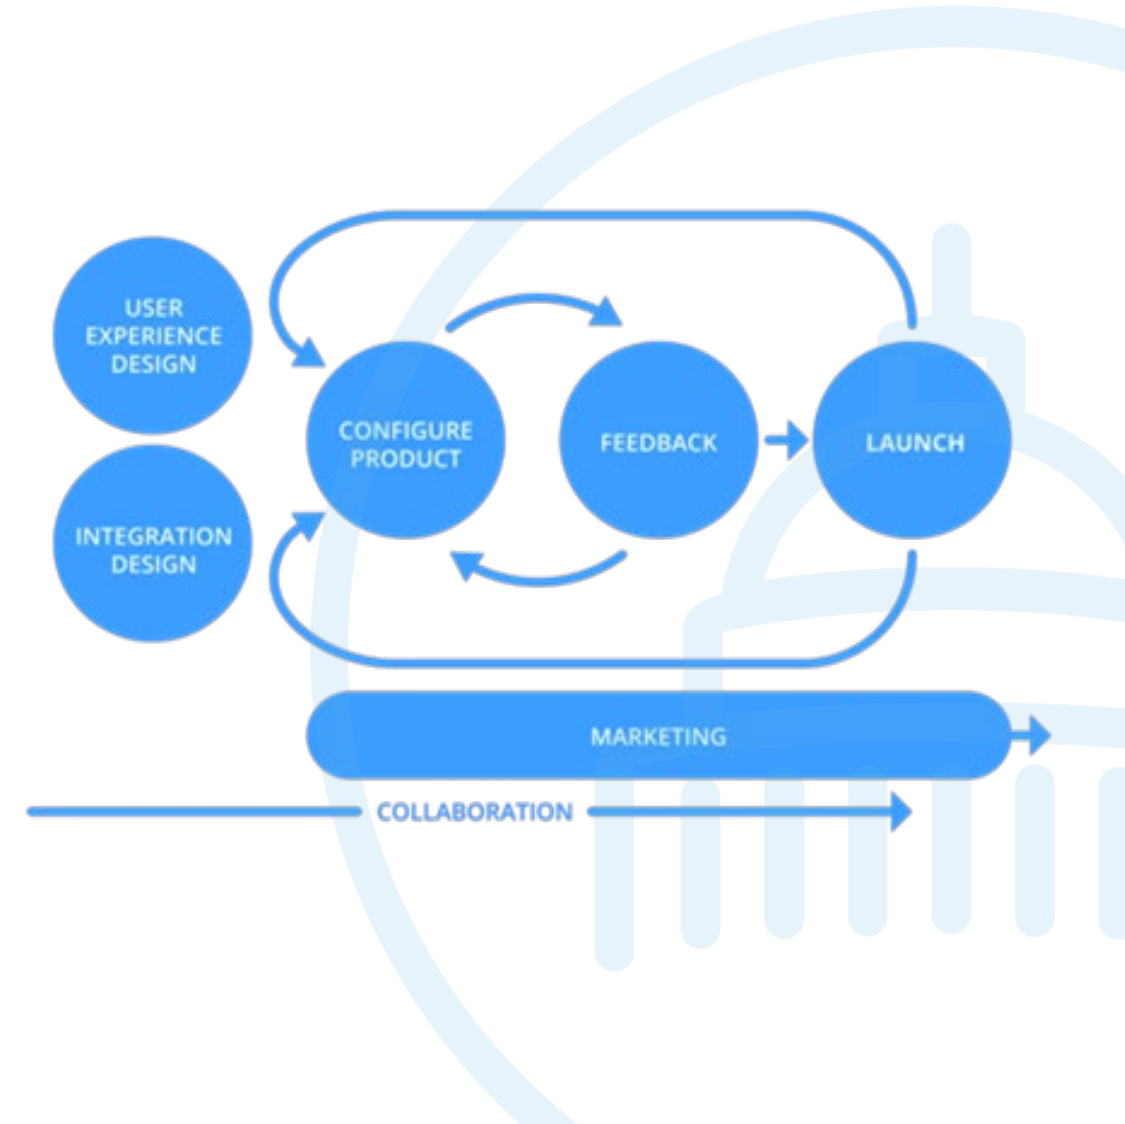 USER
EXPERIENCE
DESIGN
INTEGRATION
DESIGN
CONFIGURE
PRODUCT
FEEDBACK
LAUNCH
MARKETING
COLLABORATION